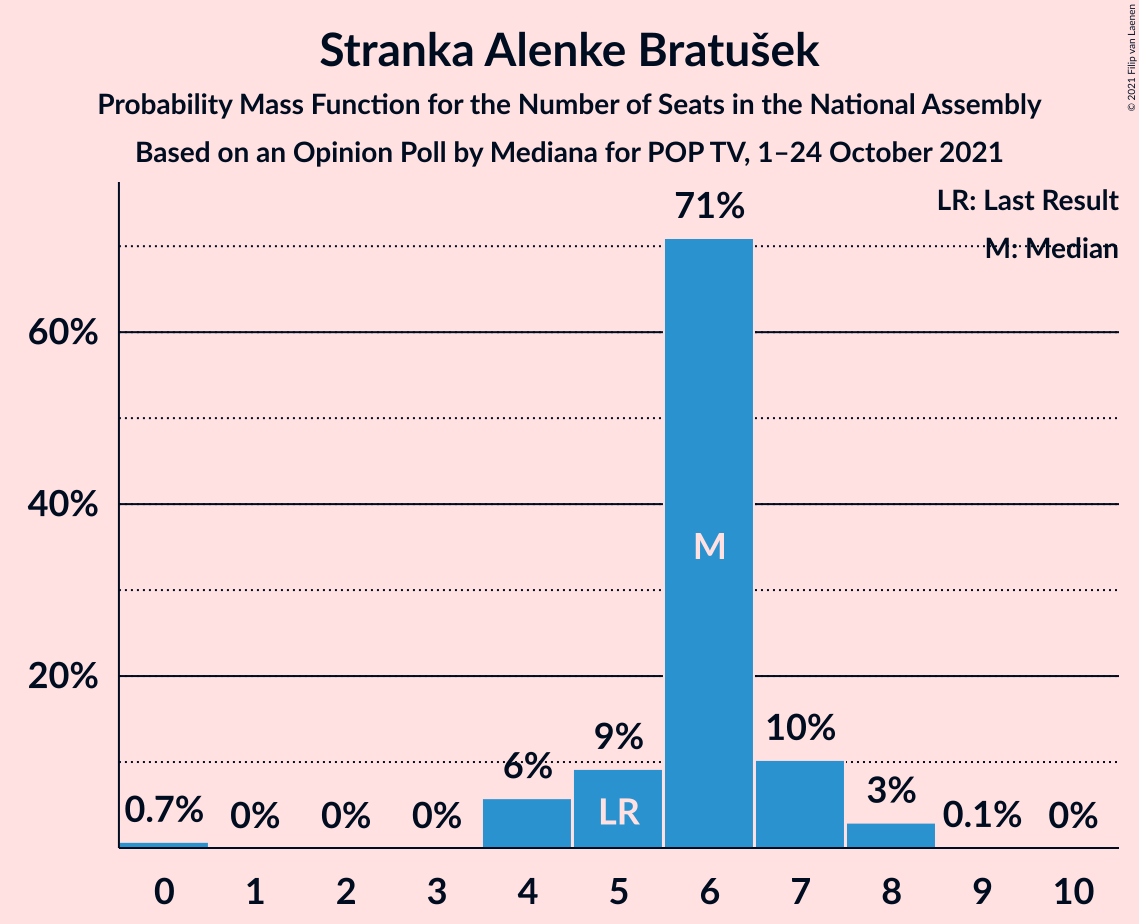 Stranka Alenke Bratušek
Probability Mass Function for the Number of Seats in the National Assembly
Based on an Opinion Poll by Mediana for POP TV, 1–24 October 2021
© 2021 Filip van Laenen
LR: Last Result
M: Median
71%
60%
40%
20%
M
0.7%
0%
0%
0%
6%
9%
LR
10%
3%
0.1%
0%
0 1 2 3 4 5 6 7 8 9 10